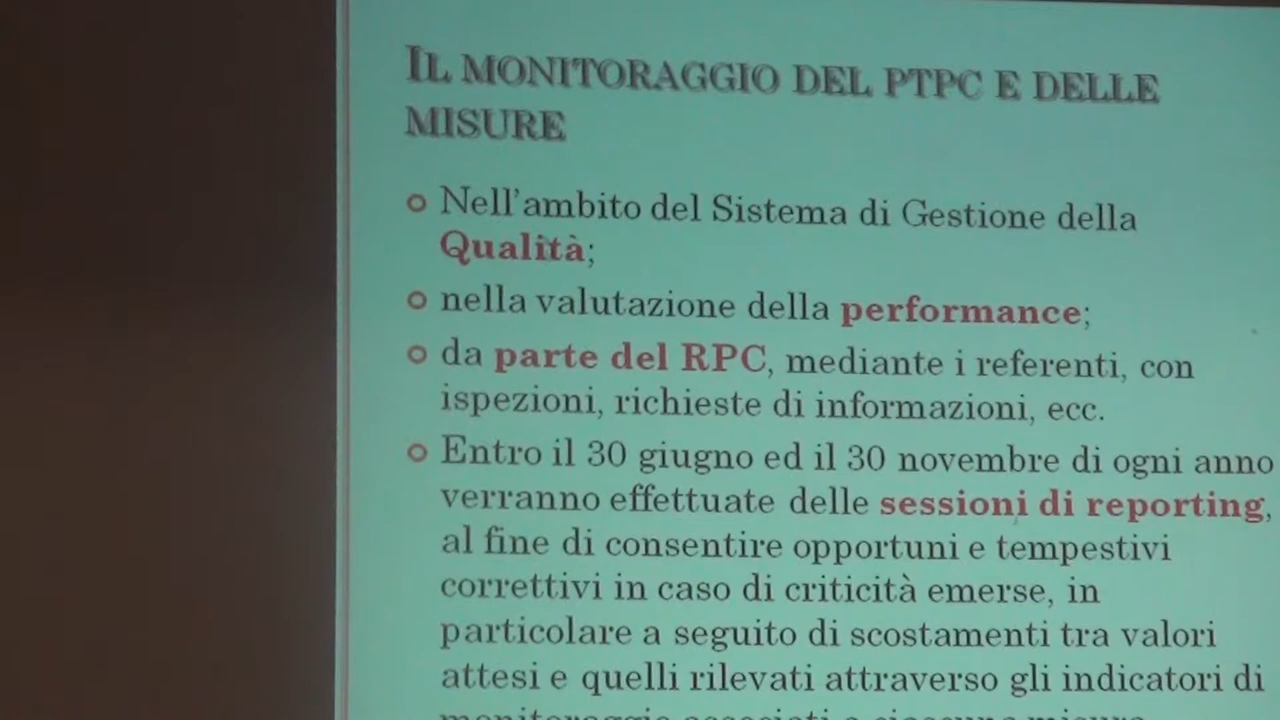 IL MONITORAGGIO DEL PTPC E DELLE
MISURE
Nell'ambito del Sistema di Gestione della
Qualità;
nella valutazione della performance;
da parte del RPC, mediante i referenti, con
ispezioni, richieste di informazioni, ecc.
Entro il 30 giugno ed il 30 novembre di ogni anno
verranno effettuate delle sessioni di reporting,
al fine di consentire opportuni e tempestivi
correttivi in caso di criticità emerse, in
particolare a seguito di scostamenti tra valori
attesi e quelli rilevati attraverso gli indicatori di